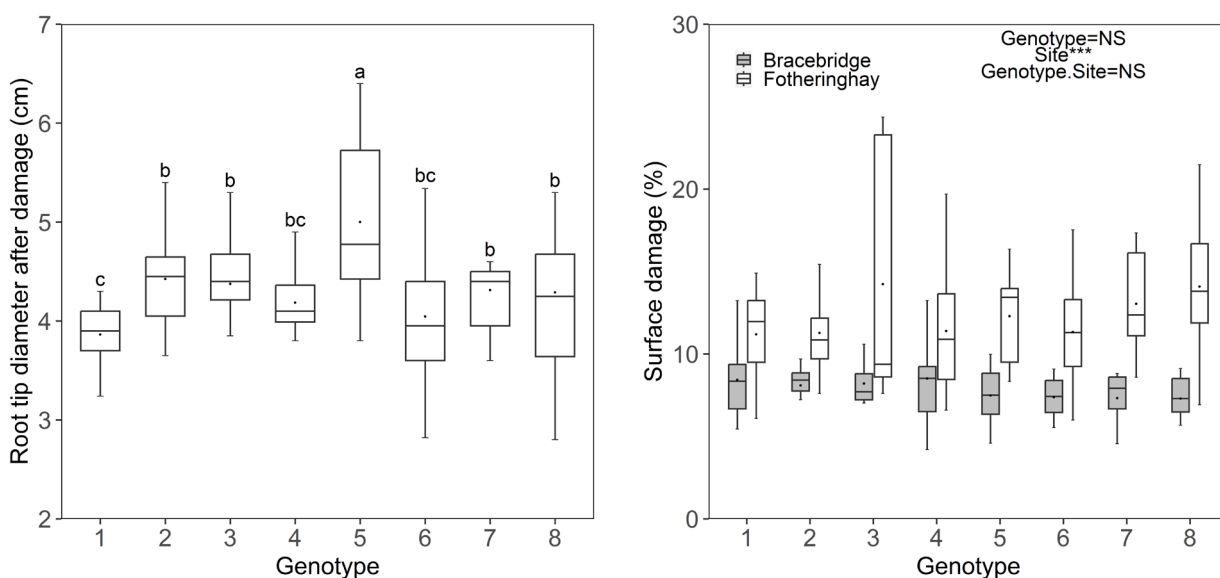 Root tip diameter after damage (cm)
7
6
5
4
3
2
c
b
b
bc
a
bc
b
b
1 2 3 4 5 6 7 8
Genotype
Surface damage (%)
30
20
10
0
Bracebridge
Fotheringhay
Genotype=NS
Site***
Genotype.Site=NS
1 2 3 4 5 6 7 8
Genotype